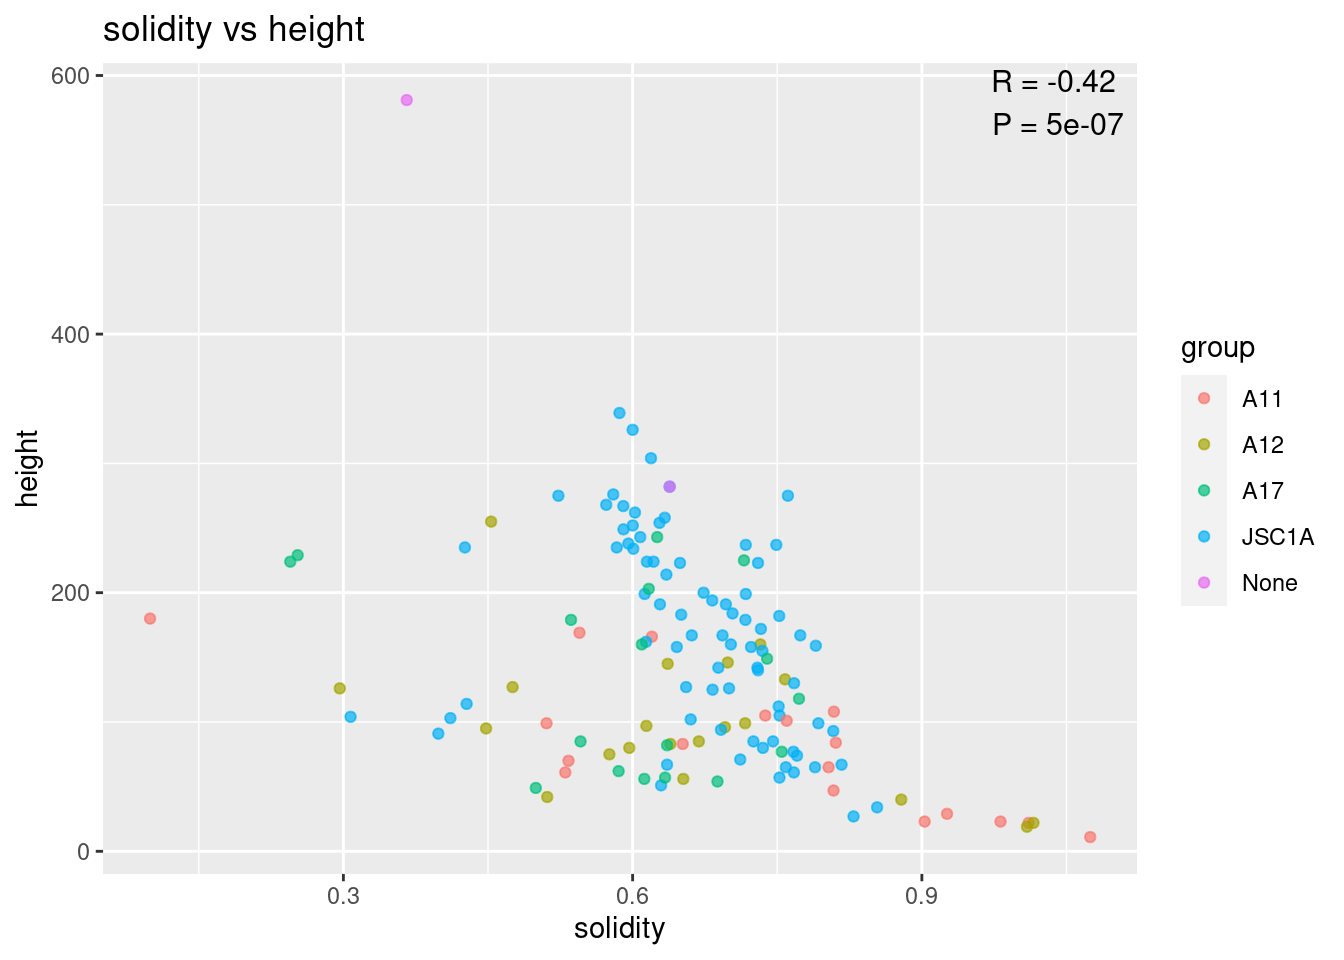 solidity vs height
R = -0.42
P = 5e-07
600
400
200
0
height
0.3
0.6
0.9
solidity
group
A11
A12
A17
JSC1A
None